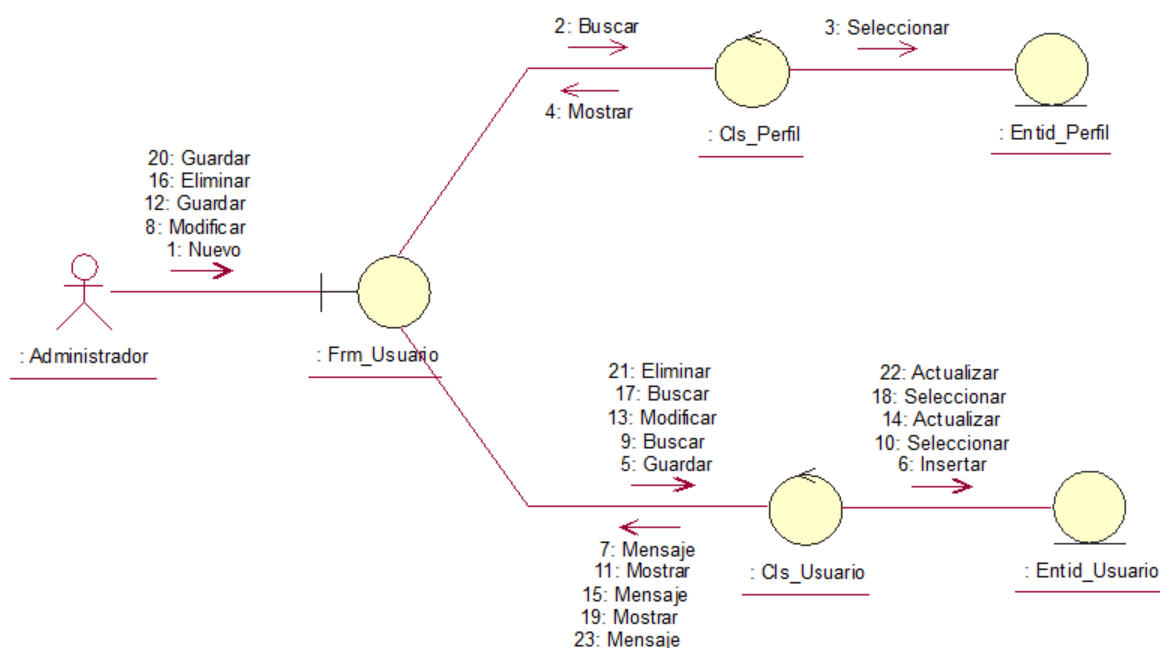 2: Buscar
3: Seleccionar
4: Mostrar
: Cls_Perfil
: Entid_Perfil
20: Guardar
16: Eliminar
12: Guardar
8: Modificar
1: Nuevo
: Administrador
: Frm_Usuario
21: Eliminar
17: Buscar
13: Modificar
9: Buscar
5: Guardar
22: Actualizar
18: Seleccionar
14: Actualizar
10: Seleccionar
6: Insertar
7: Mensaje
11: Mostrar
15: Mensaje
19: Mostrar
23: Mensaje
: Cls_Usuario
: Entid_Usuario